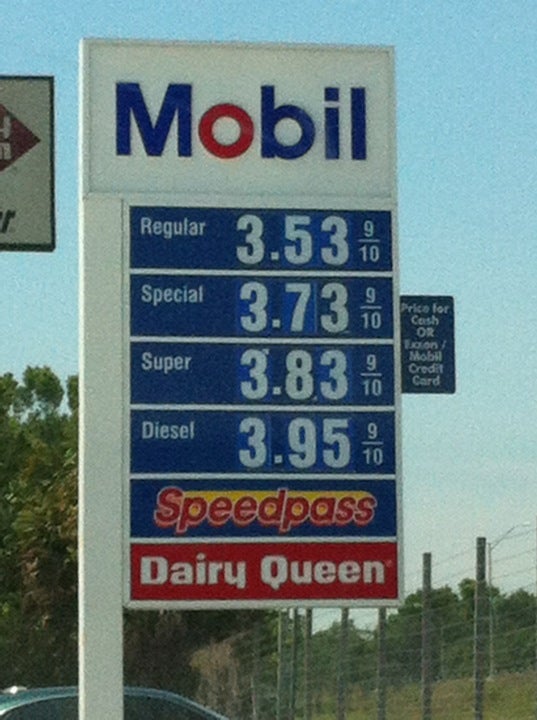 Mobil
Regular 3.53 9/10
Special 3.73 9/10
Super 3.83 9/10
Diesel 3.95 9/10
Speedpass
Dairy Queen
Price for
Cash
OR
Exxon /
Mobil
Credit
Card